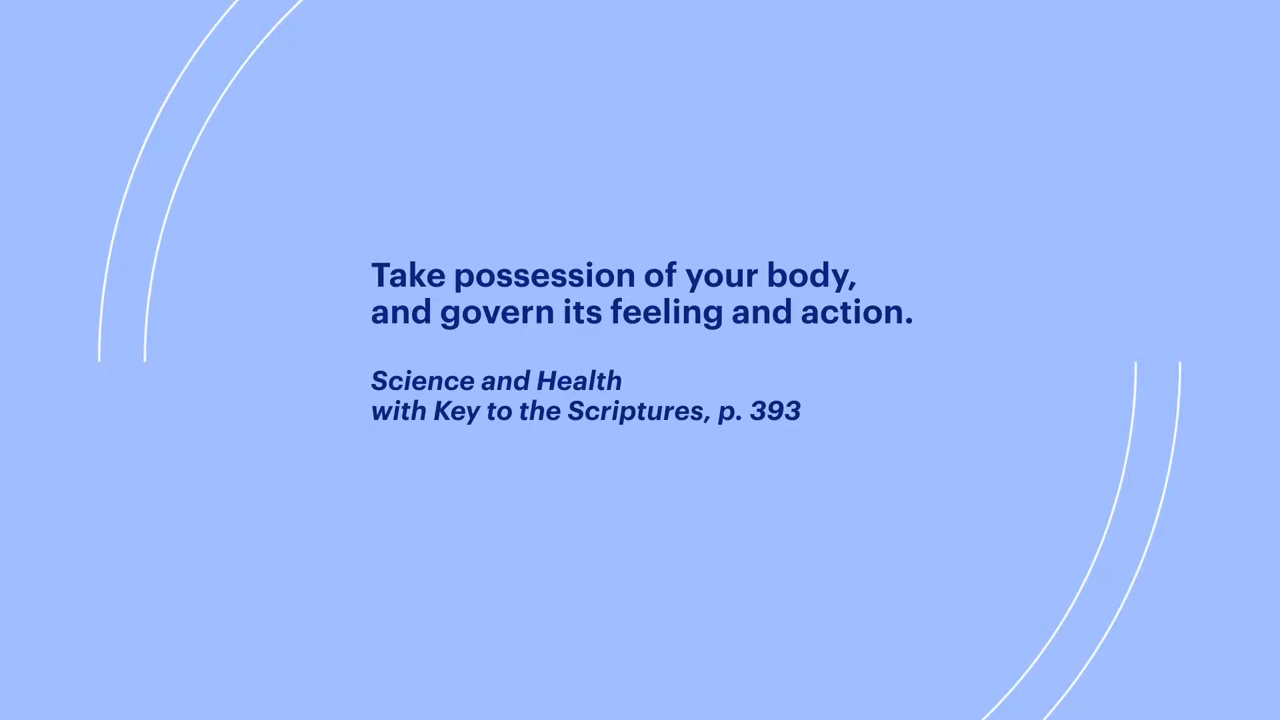 Take possession of your body,
and govern its feeling and action.
Science and Health
with Key to the Scriptures, p. 393